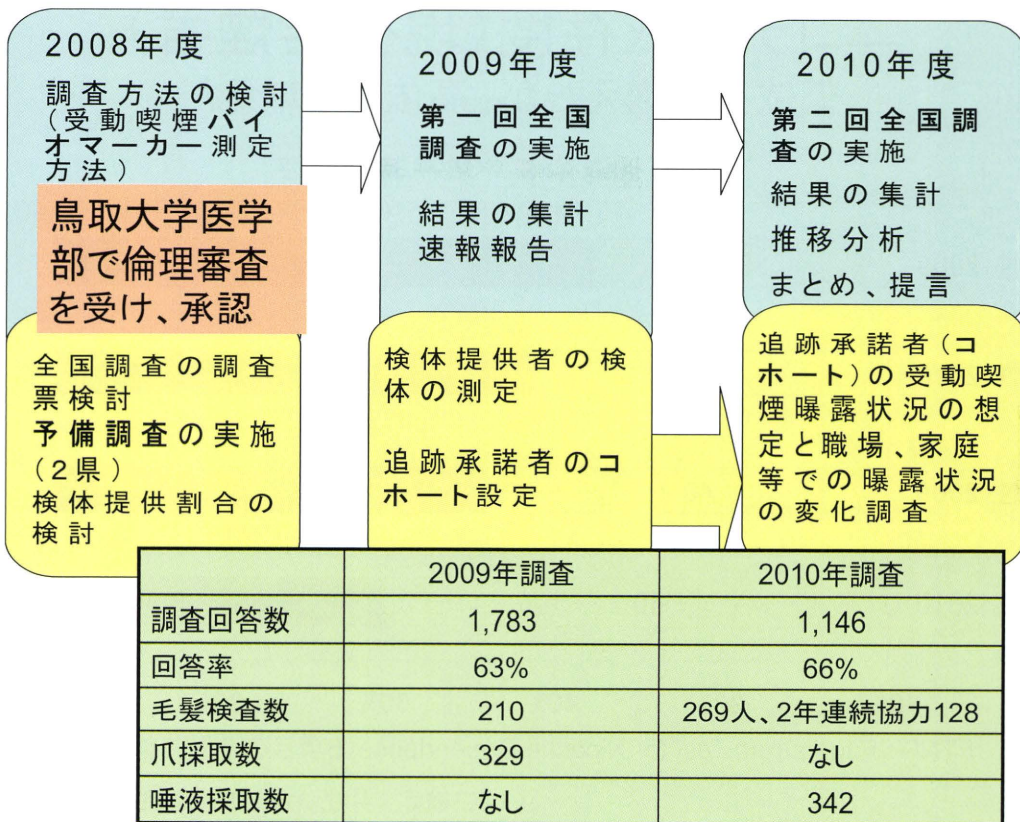 2008年度
調査方法の検討
(受動喫煙バイ
オマーカー測定
方法)
鳥取大学医学
部で倫理審査
を受け、承認
全国調査の調査
票検討
予備調査の実施
(2県)
検体提供割合の
検討
2009年度
第一回全国
調査の実施
結果の集計
速報報告
検体提供者の検
体の測定
追跡承諾者のコ
ホート設定
2010年度
第二回全国調
査の実施
結果の集計
推移分析
まとめ、提言
追跡承諾者(コ
ホート)の受動喫
煙曝露状況の想
定と職場、家庭
等での曝露状況
の変化調査
2009年調査 2010年調査
調査回答数 1,783 1,146
回答率 63% 66%
毛髪検査数 210 269人、2年連続協力128
爪採取数 329 なし
唾液採取数 なし 342